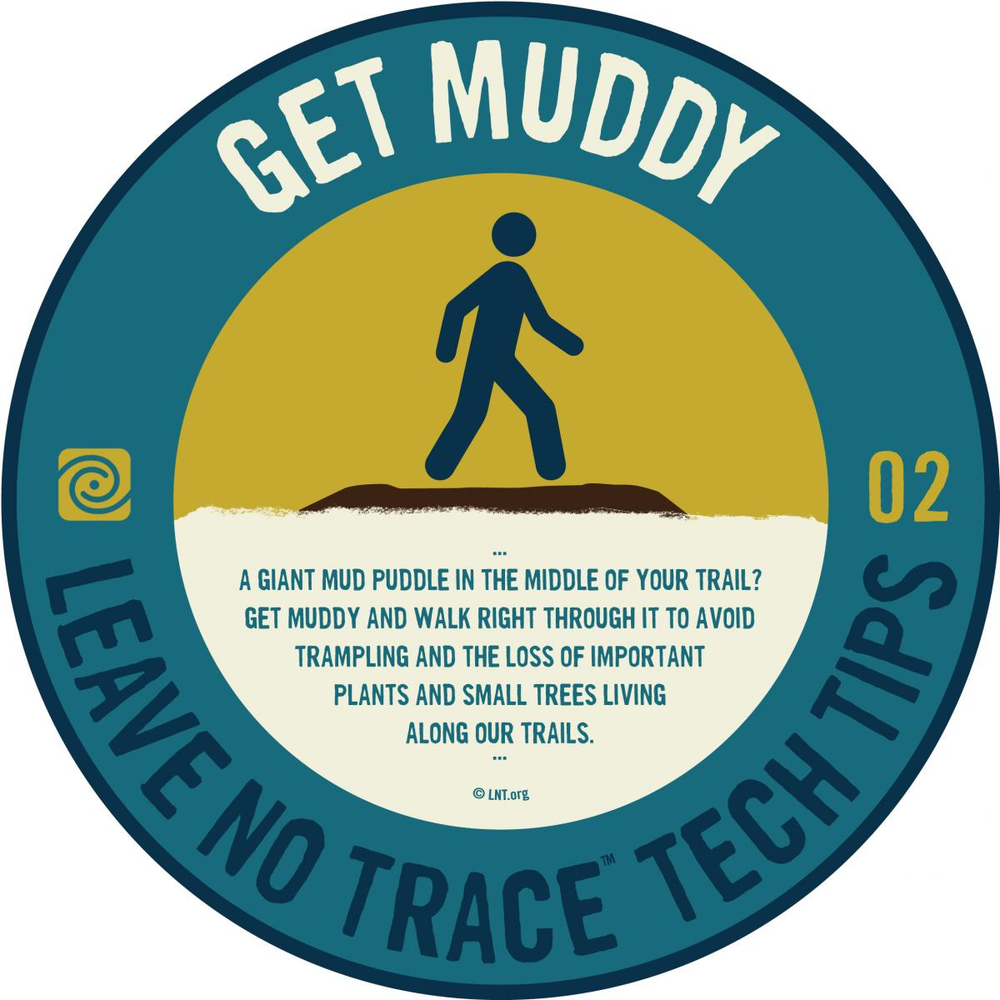 GET MUDDY
02
...
A GIANT MUD PUDDLE IN THE MIDDLE OF YOUR TRAIL?
GET MUDDY AND WALK RIGHT THROUGH IT TO AVOID
TRAMPLING AND THE LOSS OF IMPORTANT
PLANTS AND SMALL TREES LIVING
ALONG OUR TRAILS.
...
© LNT.org
LEAVE NO TRACE™ TECH TIPS